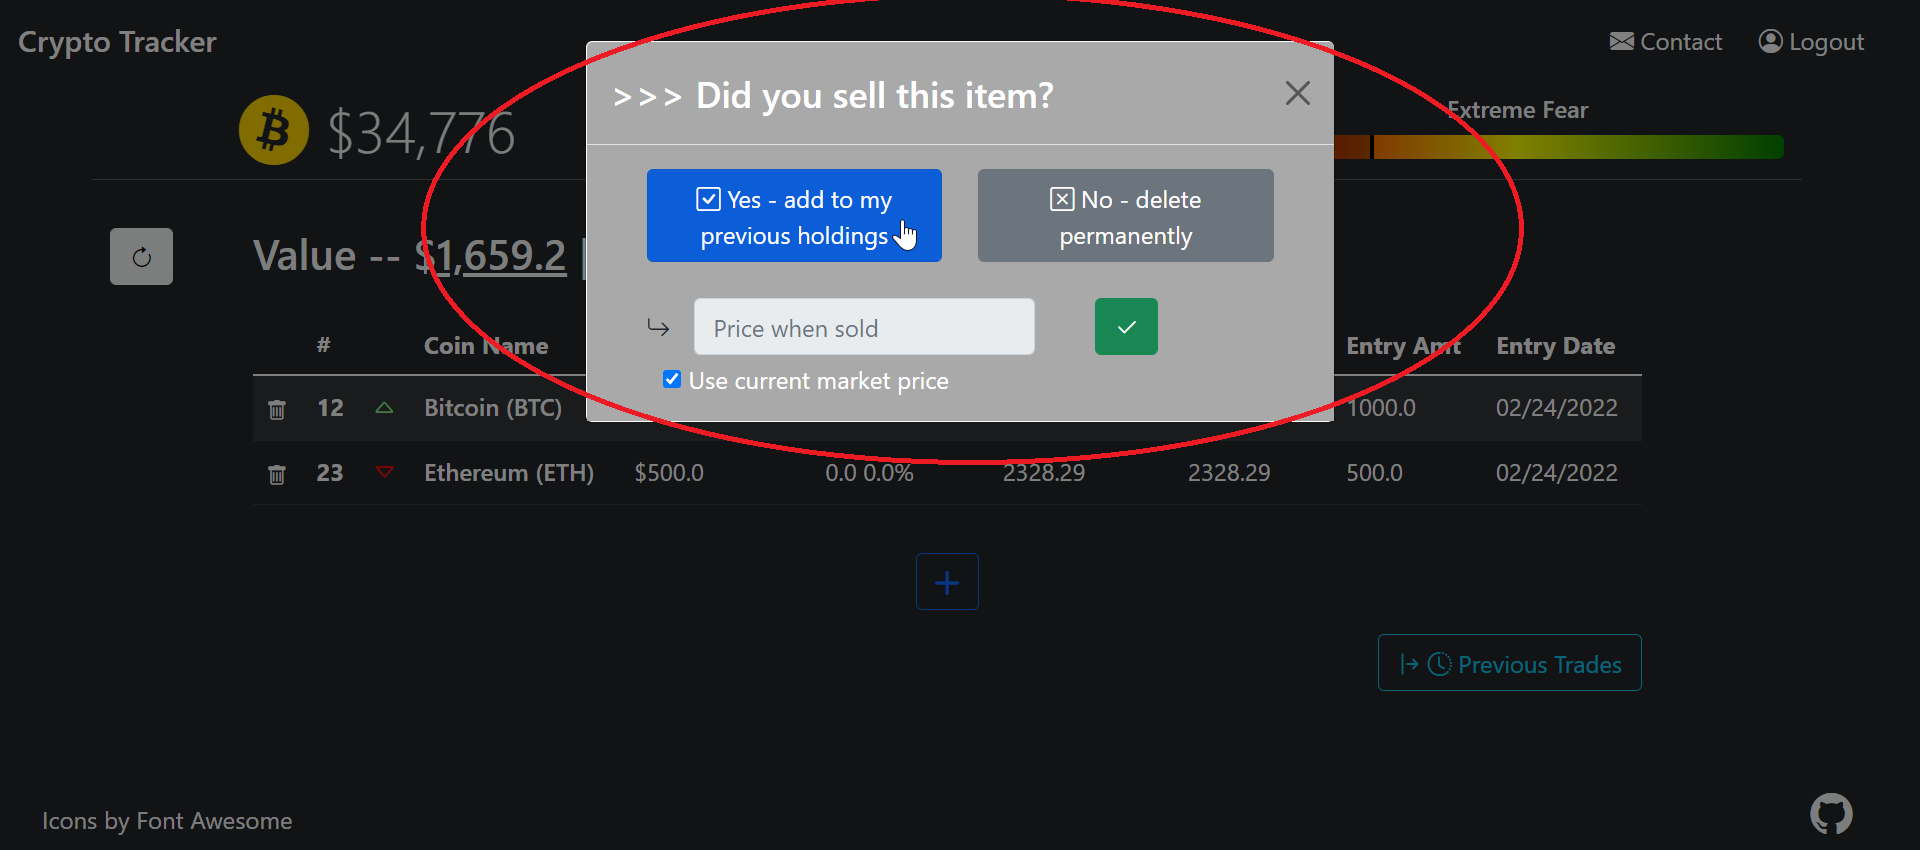 Crypto Tracker
Contact
Logout
>>> Did you sell this item?
$34,776
Extreme Fear
Yes - add to my
previous holdings
No - delete
permanently
Value -- $1,659.2
Price when sold
Use current market price
# Coin Name Entry Amt Entry Date
12 Bitcoin (BTC) 1000.0 02/24/2022
23 Ethereum (ETH) $500.0 0.0 0.0% 2328.29 2328.29 500.0 02/24/2022
Previous Trades
Icons by Font Awesome